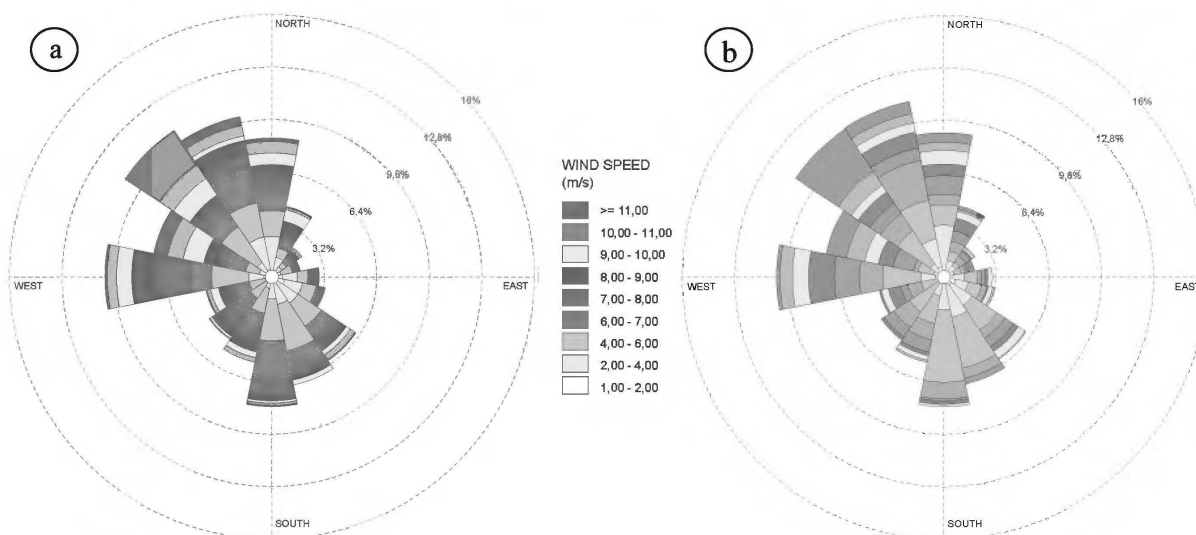 a
NORTH
16%
12,8%
9,6%
6,4%
3,2%
WEST
EAST
SOUTH
WIND SPEED
(m/s)
>= 11,00
10,00 - 11,00
9,00 - 10,00
8,00 - 9,00
7,00 - 8,00
6,00 - 7,00
4,00 - 6,00
2,00 - 4,00
1,00 - 2,00
b
NORTH
16%
12,8%
9,6%
6,4%
3,2%
WEST
EAST
SOUTH